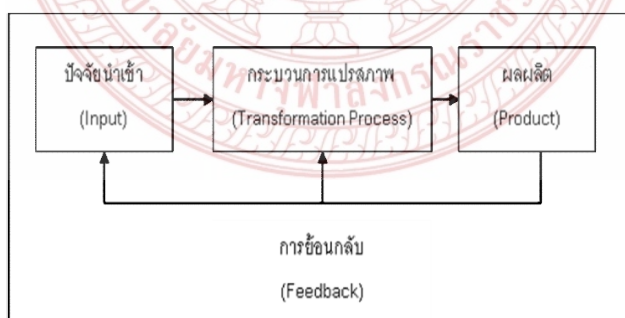 ปัจจัยนำเข้า
(Input)
กระบวนการแปรสภาพ
(Transformation Process)
ผลผลิต
(Product)
การย้อนกลับ
(Feedback)